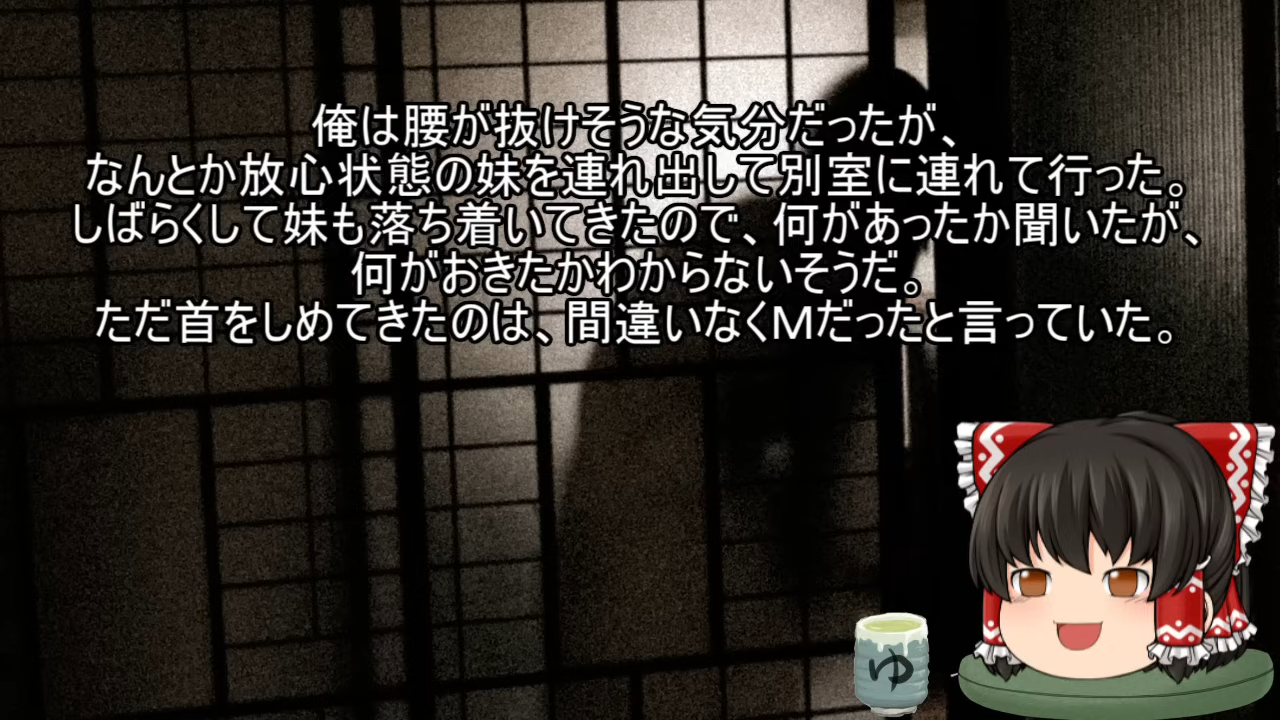 俺は腰が抜けそうな気分だったが、
なんとか放心状態の妹を連れ出して別室に連れて行った。
しばらくして妹も落ち着いてきたので、何があったか聞いたが、
何がおきたかわからないそうだ。
ただ首をしめてきたのは、間違いなくMだったと言っていた。
ゆ